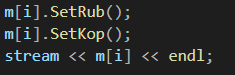 m[i].SetRub();
m[i].SetKop();
stream << m[i] << endl;